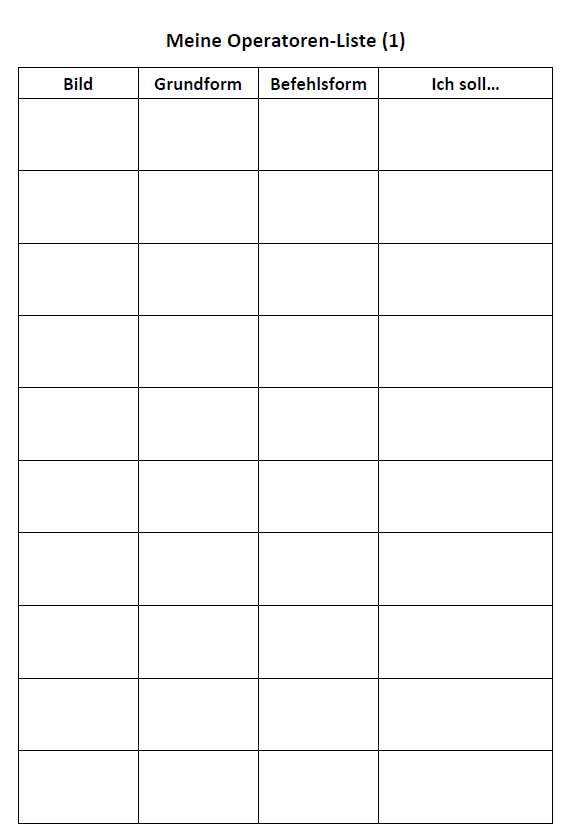 Meine Operatoren-Liste (1)
Bild Grundform Befehlsform Ich soll...